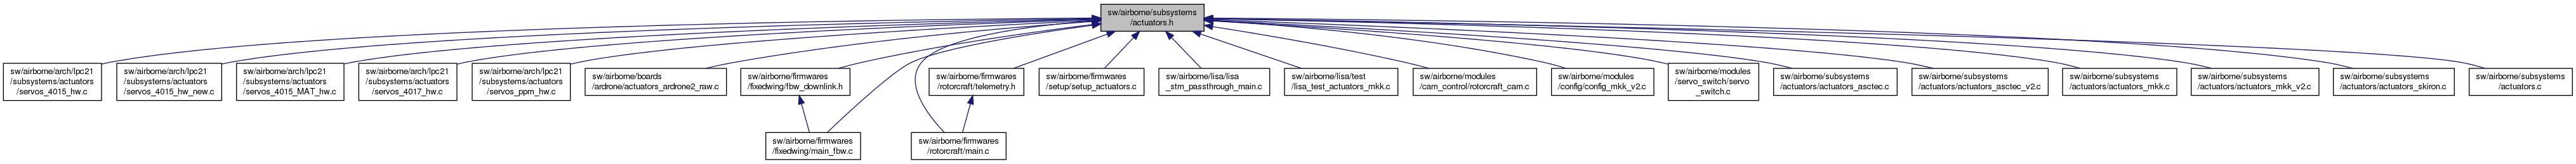 sw/airborne/subsystems
/actuators.h
sw/airborne/arch/lpc21
/subsystems/actuators
/servos_4015_hw.c
sw/airborne/arch/lpc21
/subsystems/actuators
/servos_4015_hw_new.c
sw/airborne/arch/lpc21
/subsystems/actuators
/servos_4015_MAT_hw.c
sw/airborne/arch/lpc21
/subsystems/actuators
/servos_4017_hw.c
sw/airborne/arch/lpc21
/subsystems/actuators
/servos_ppm_hw.c
sw/airborne/boards
/ardrone/actuators_ardrone2_raw.c
sw/airborne/firmwares
/fixedwing/fbw_downlink.h
sw/airborne/firmwares
/rotorcraft/telemetry.h
sw/airborne/firmwares
/setup/setup_actuators.c
sw/airborne/lisa/lisa
_stm_passthrough_main.c
sw/airborne/lisa/test
/lisa_test_actuators_mkk.c
sw/airborne/modules
/cam_control/rotorcraft_cam.c
sw/airborne/modules
/config/config_mkk_v2.c
sw/airborne/modules
/servo_switch/servo
_switch.c
sw/airborne/subsystems
/actuators/actuators_asctec.c
sw/airborne/subsystems
/actuators/actuators_asctec_v2.c
sw/airborne/subsystems
/actuators/actuators_mkk.c
sw/airborne/subsystems
/actuators/actuators_mkk_v2.c
sw/airborne/subsystems
/actuators/actuators_skiron.c
sw/airborne/subsystems
/actuators.c
sw/airborne/firmwares
/fixedwing/main_fbw.c
sw/airborne/firmwares
/rotorcraft/main.c